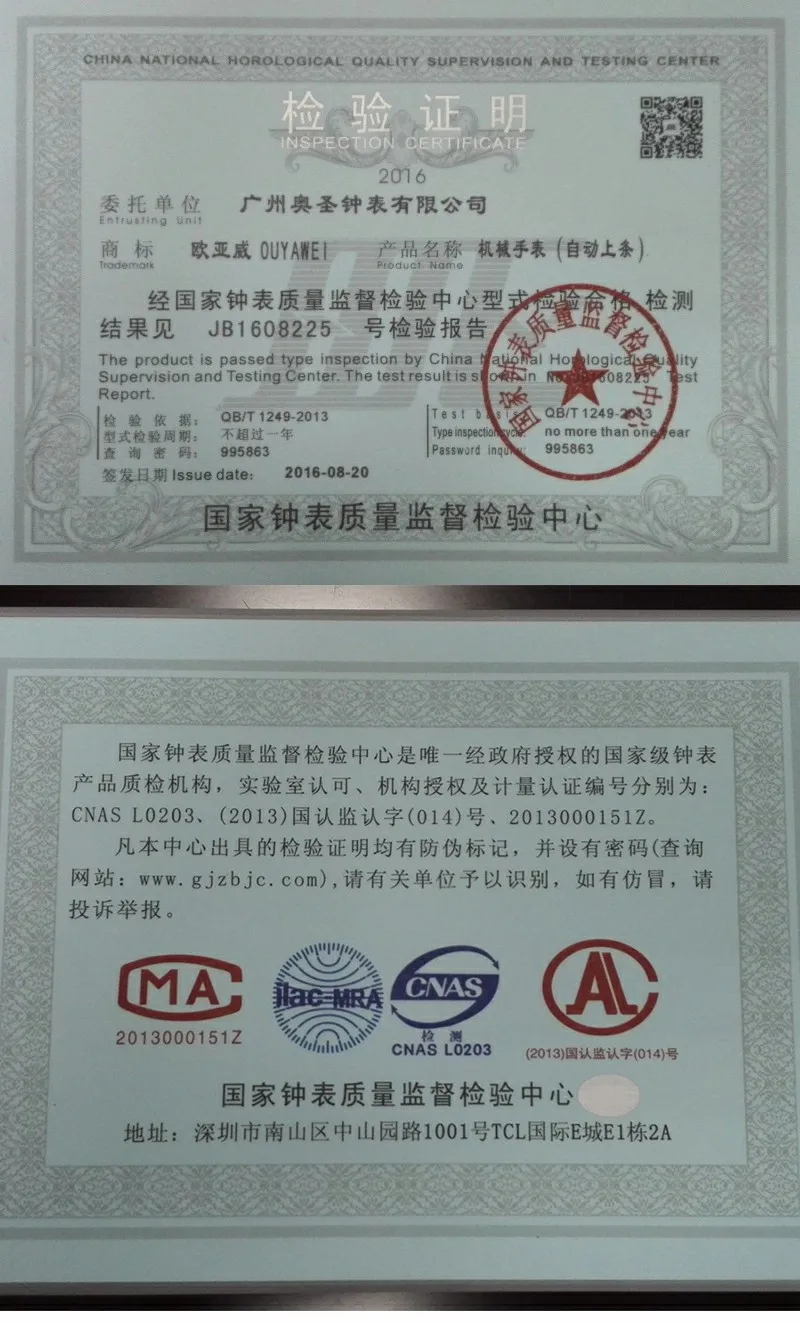 CHINA NATIONAL HOROLOGICAL QUALITY SUPERVISION AND TESTING CENTER
检验证明
INSPECTION CERTIFICATE
2016
委托单位 广州奥圣钟表有限公司
Entrusting Unit
商标 欧亚威 OUYAWEI 产品名称 机械手表(自动上条)
Trademark Product Name
经国家钟表质量监督检验中心型式检验合格,检测
结果见 JB1608225 号检验报告
The product is passed type inspection by China National Horological Quality
Supervision and Testing Center. The test result is shown in No.JB1608225 Test
Report.
检验依据: QB/T 1249-2013 Test basis: QB/T 1249-2013
型式检验周期: 不超过一年 Type inspection cycle: no more than one year
查询密码: 995863 Password inquiry: 995863
签发日期 Issue date: 2016-08-20
国家钟表质量监督检验中心
国家钟表质量监督检验中心
国家钟表质量监督检验中心是唯一经政府授权的国家级钟表
产品质检机构，实验室认可、机构授权及计量认证编号分别为：
CNAS L0203、(2013)国认监认字(014)号、2013000151Z。
凡本中心出具的检验证明均有防伪标记，并设有密码(查询
网站：www.gjzbjc.com),请有关单位予以识别，如有仿冒，请
投诉举报。
MA ilac-MRA CNAS AL
2013000151Z 检测 (2013)国认监认字(014)号
CNAS L0203
国家钟表质量监督检验中心
地址：深圳市南山区中山园路1001号TCL国际E城E1栋2A